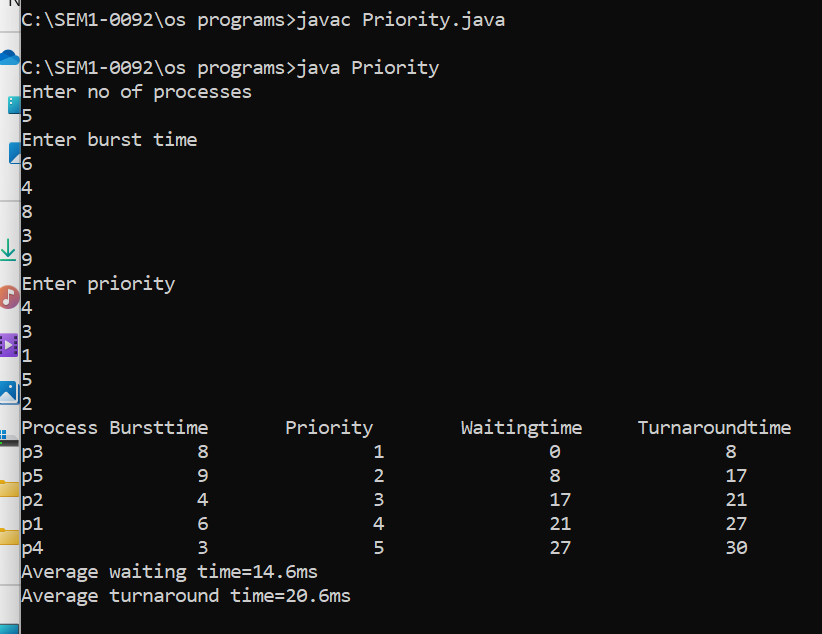 C:\SEM1-0092\os programs>javac Priority.java
C:\SEM1-0092\os programs>java Priority
Enter no of processes
5
Enter burst time
6
4
8
3
9
Enter priority
4
3
1
5
2
Process Bursttime Priority Waitingtime Turnaroundtime
p3 8 1 0 8
p5 9 2 8 17
p2 4 3 17 21
p1 6 4 21 27
p4 3 5 27 30
Average waiting time=14.6ms
Average turnaround time=20.6ms